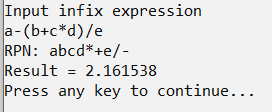 Input infix expression
a-(b+c*d)/e
RPN: abcd*+e/-
Result = 2.161538
Press any key to continue...